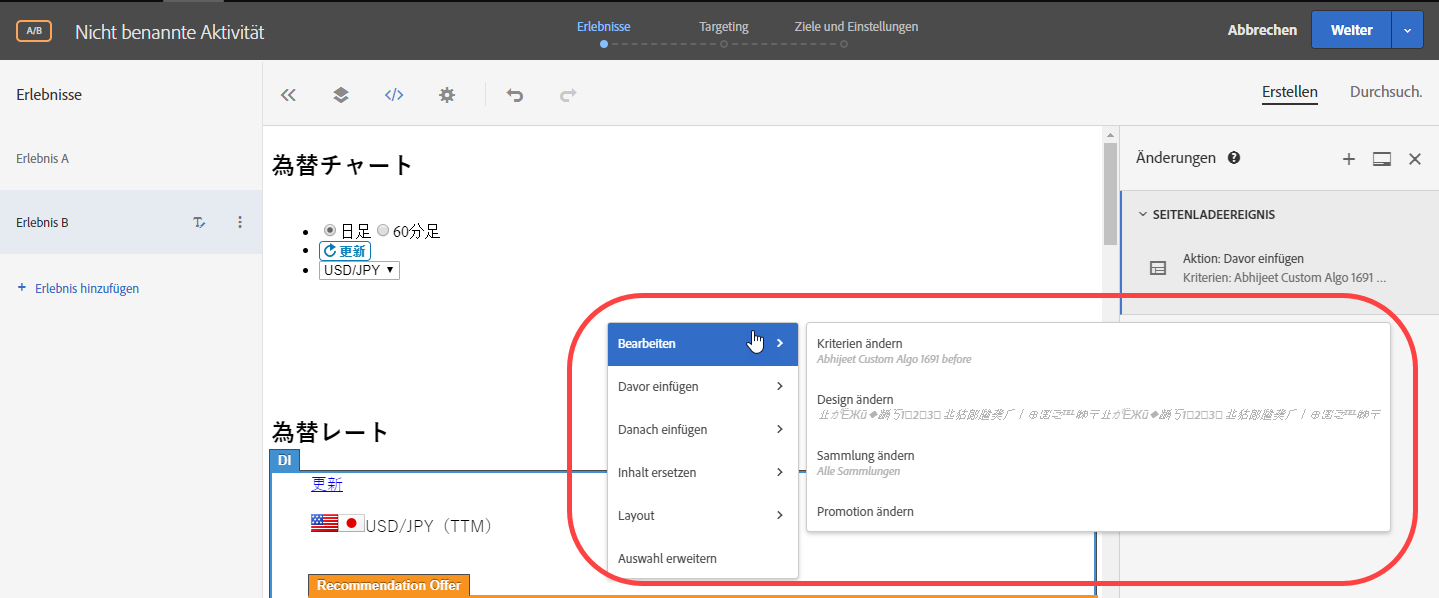 A/B
Nicht benannte Aktivität
Erlebnisse
Targeting
Ziele und Einstellungen
Abbrechen
Weiter
Erlebnisse
Erstellen
Durchsuch.
Erlebnis A
Erlebnis B
+ Erlebnis hinzufügen
為替チャート
日足 60分足
更新
USD/JPY
為替レート
DI
更新
USD/JPY（TTM）
Recommendation Offer
Bearbeiten
Davor einfügen
Danach einfügen
Inhalt ersetzen
Layout
Auswahl erweitern
Kriterien ändern
Abhijeet Custom Algo 1691 before
Design ändern
Sammlung ändern
Alle Sammlungen
Promotion ändern
Änderungen
SEITENLADEEREIGNIS
Aktion: Davor einfügen
Kriterien: Abhijeet Custom Algo 1691 ...